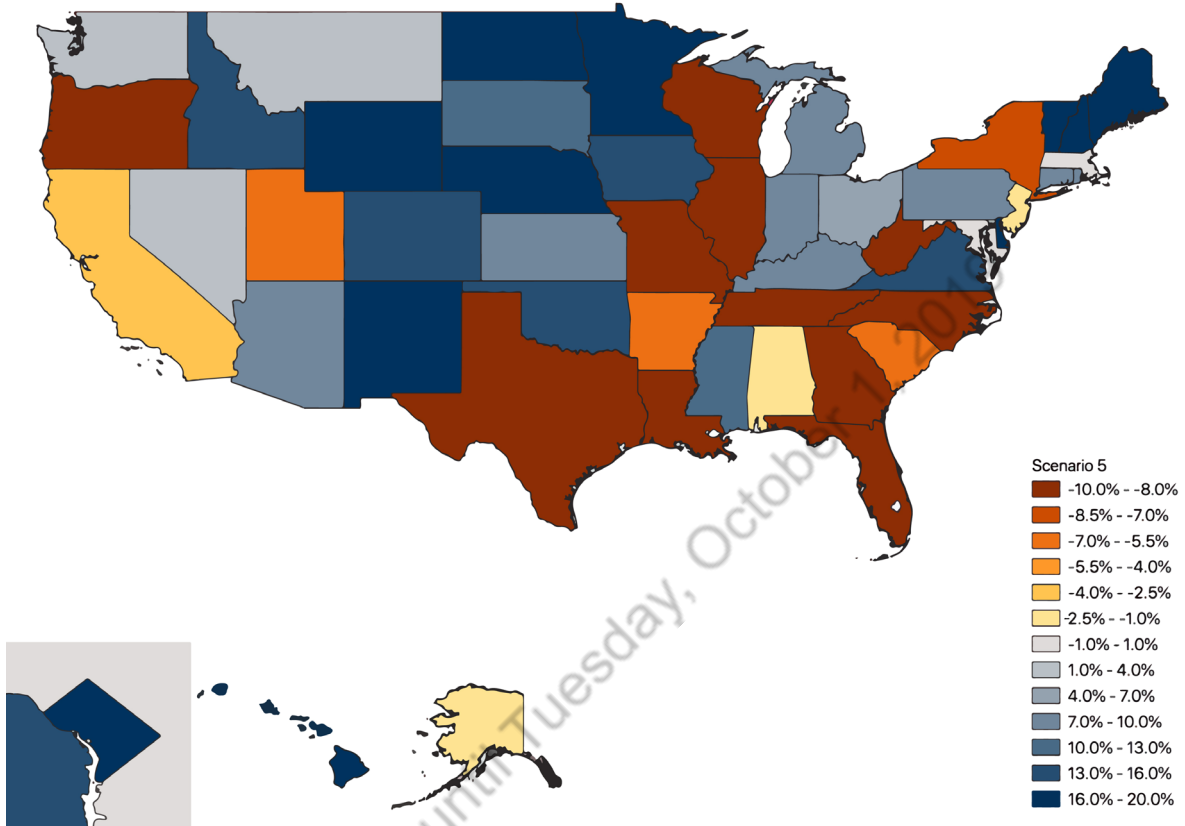 Scenario 5
-10.0% - -8.0%
-8.5% - -7.0%
-7.0% - -5.5%
-5.5% - -4.0%
-4.0% - -2.5%
-2.5% - -1.0%
-1.0% - 1.0%
1.0% - 4.0%
4.0% - 7.0%
7.0% - 10.0%
10.0% - 13.0%
13.0% - 16.0%
16.0% - 20.0%
until Tuesday, October 1, 2019